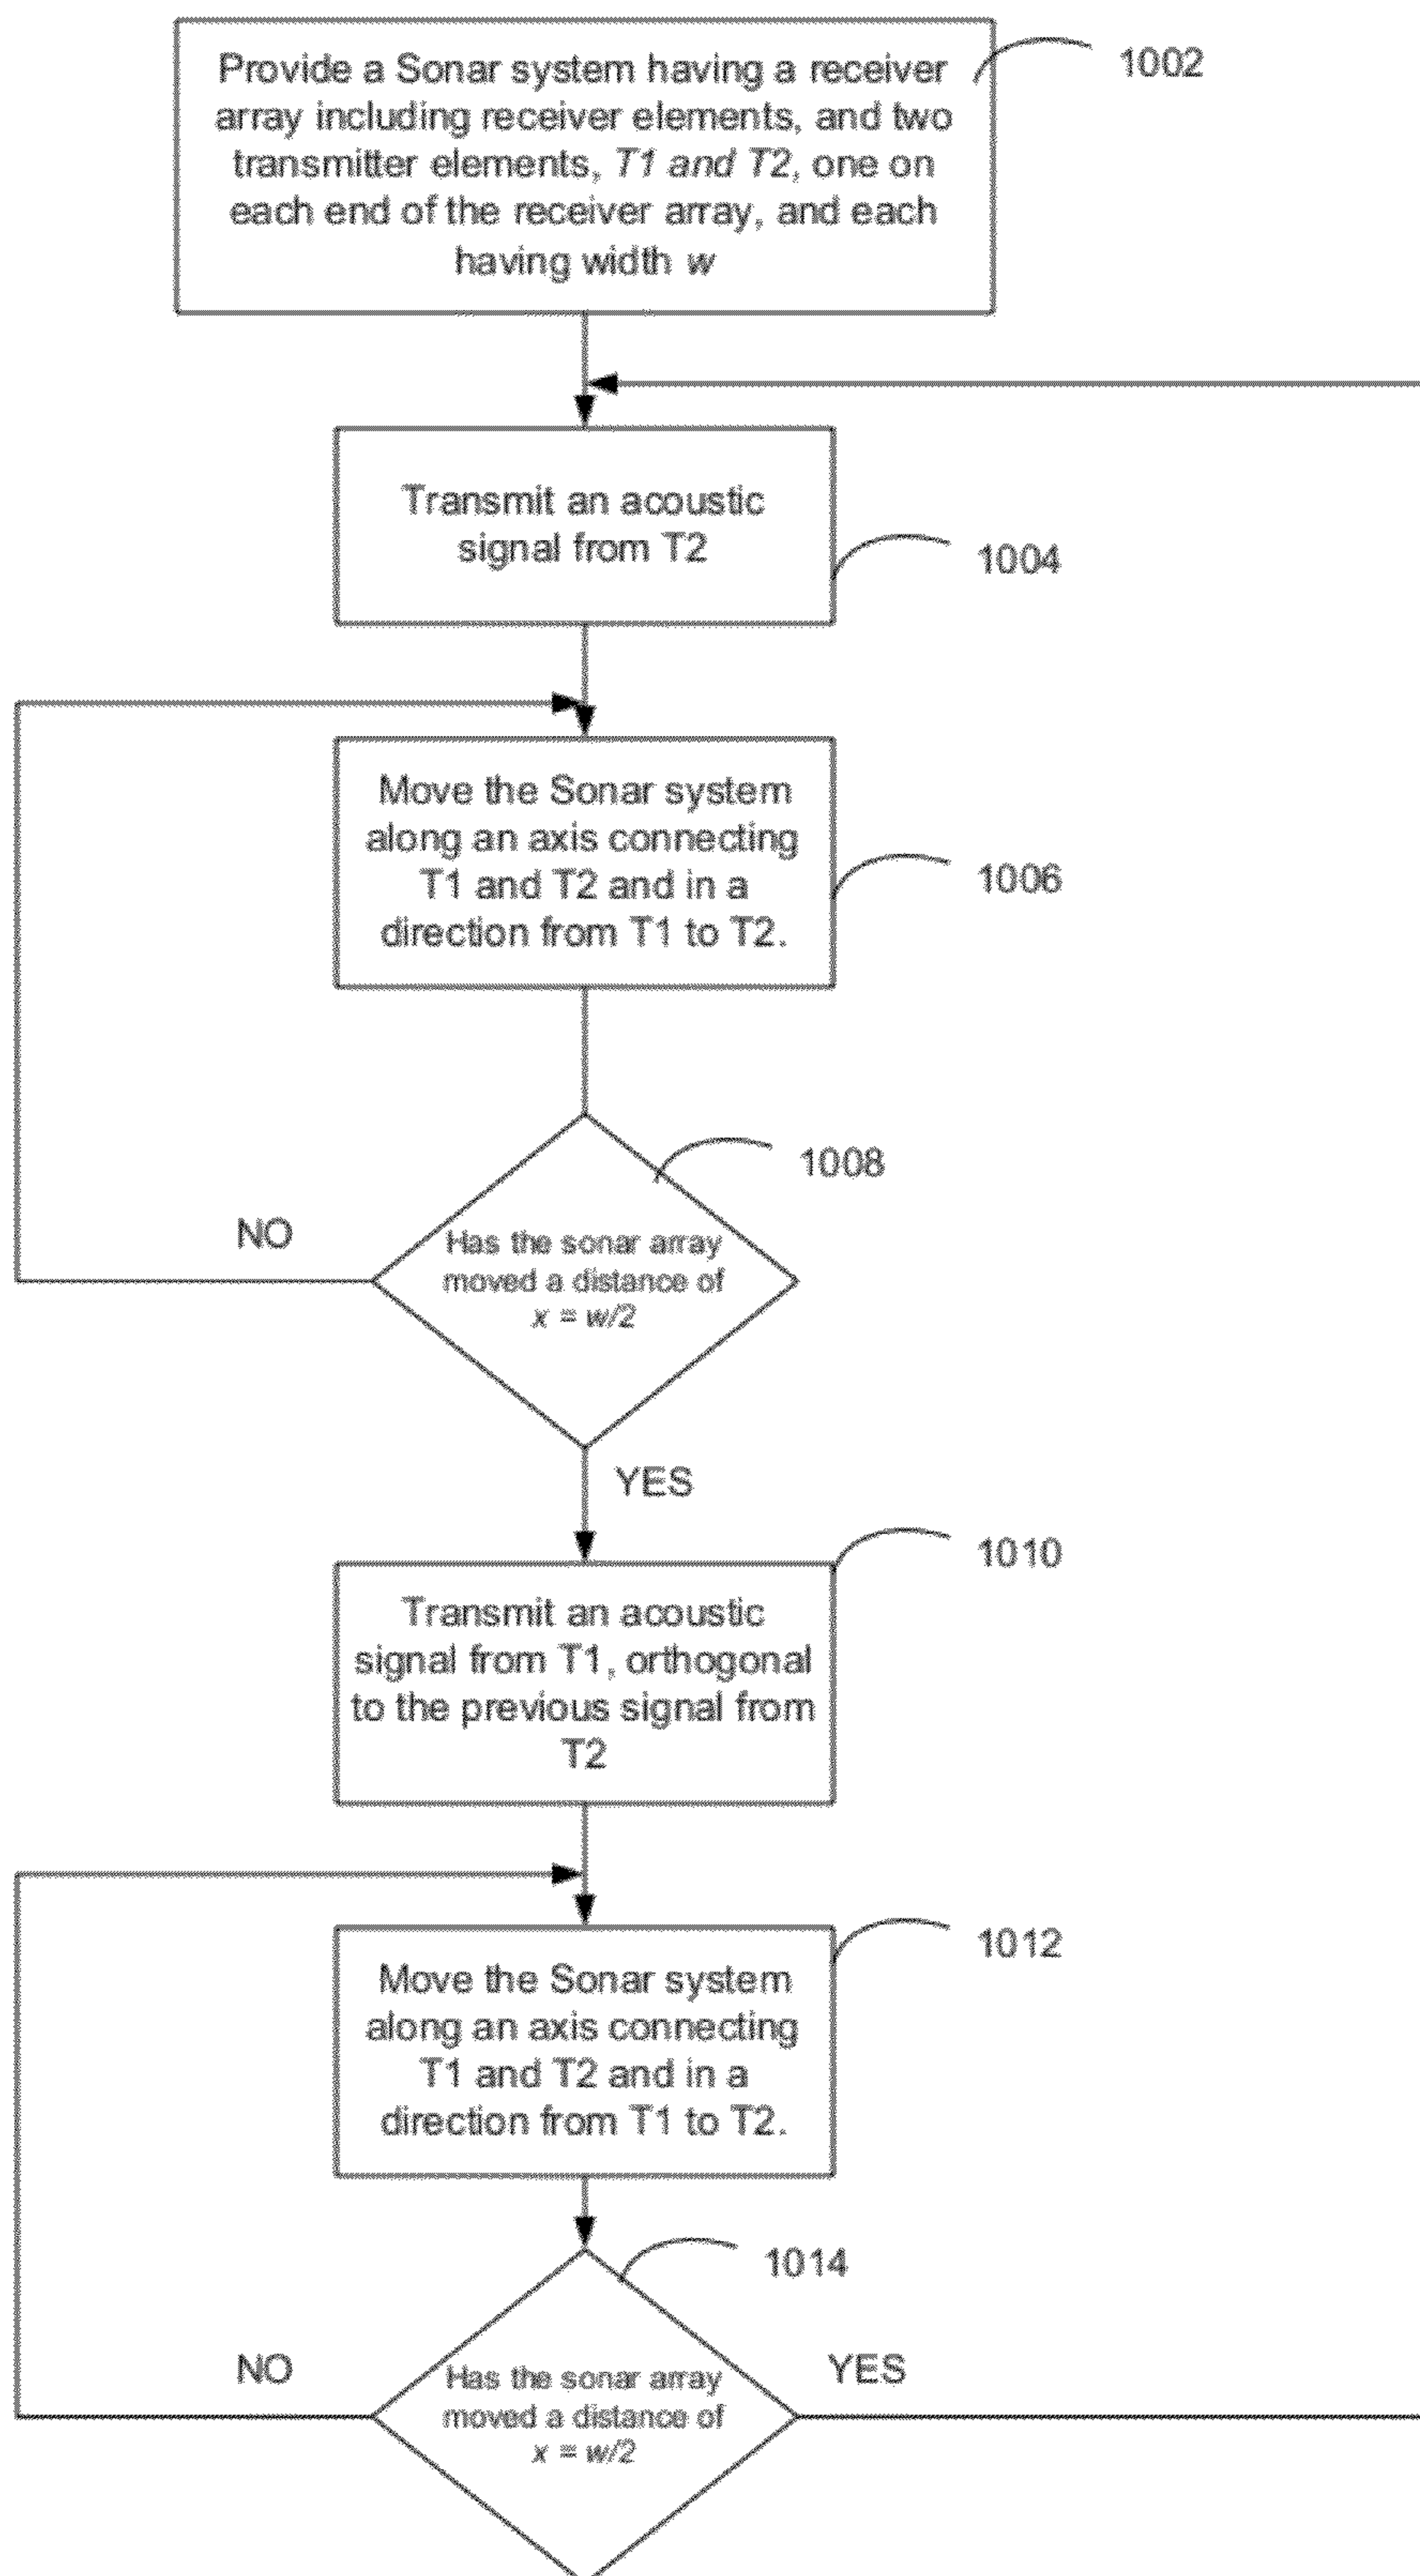 Provide a Sonar system having a receiver
array including receiver elements, and two
transmitter elements, T1 and T2, one on
each end of the receiver array, and each
having width w
1002
Transmit an acoustic
signal from T2
1004
Move the Sonar system
along an axis connecting
T1 and T2 and in a
direction from T1 to T2.
1006
1008
Has the sonar array
moved a distance of
x = w/2
NO
YES
1010
Transmit an acoustic
signal from T1, orthogonal
to the previous signal from
T2
1012
Move the Sonar system
along an axis connecting
T1 and T2 and in a
direction from T1 to T2.
1014
Has the sonar array
moved a distance of
x = w/2
NO
YES